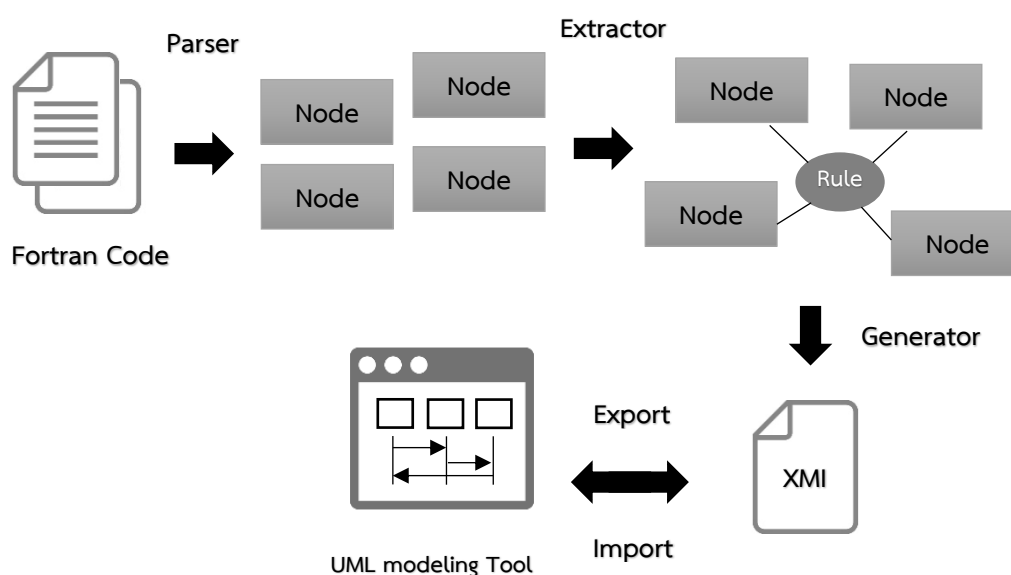 Parser
Extractor
Node
Node
Node
Node
Fortran Code
Node
Node
Rule
Node
Node
Generator
XMI
Export
Import
UML modeling Tool